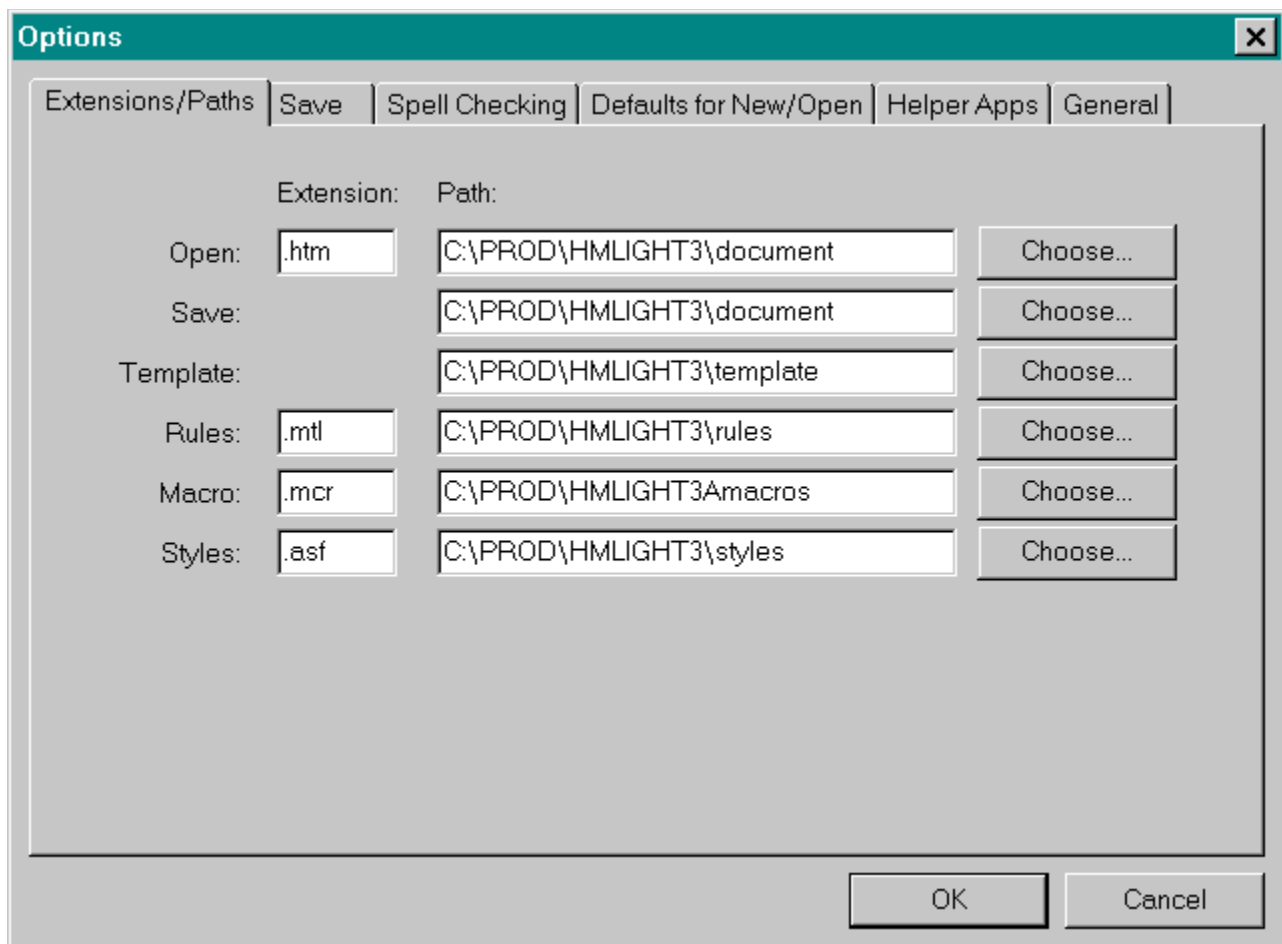 Options
Extensions/Paths Save Spell Checking Defaults for New/Open Helper Apps General
Extension: Path:
Open: .htm C:\PROD\HMLIGHT3\document Choose...
Save: C:\PROD\HMLIGHT3\document Choose...
Template: C:\PROD\HMLIGHT3\template Choose...
Rules: .mtl C:\PROD\HMLIGHT3\rules Choose...
Macro: .mcr C:\PROD\HMLIGHT3Amacros Choose...
Styles: .asf C:\PROD\HMLIGHT3\styles Choose...
OK Cancel